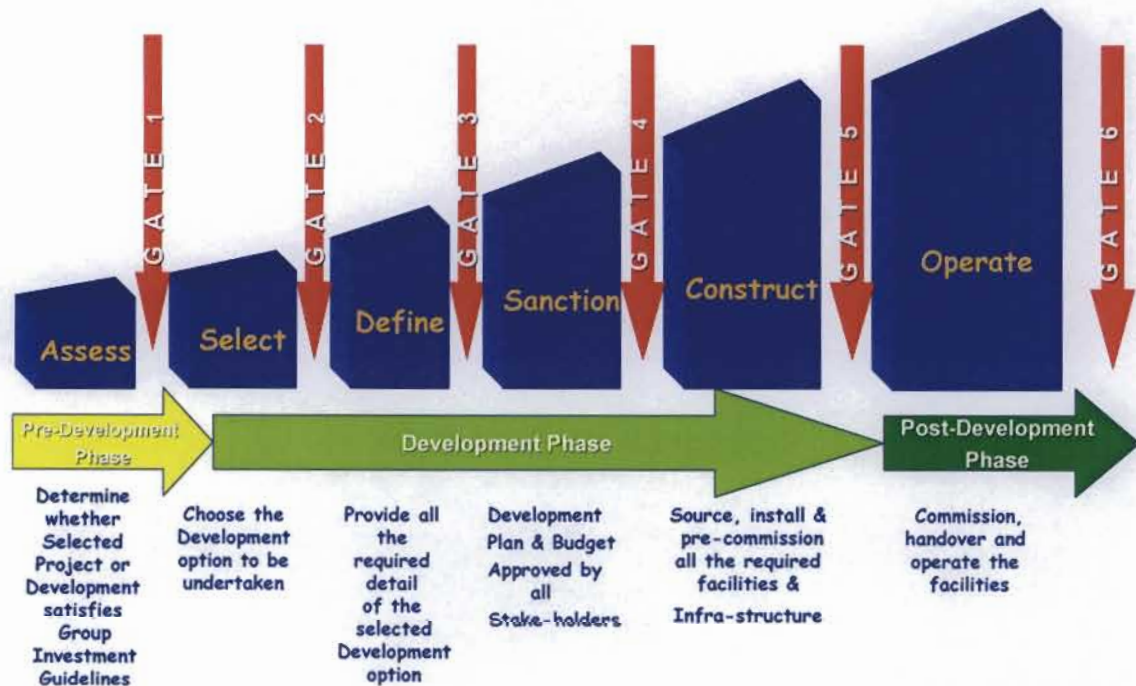 GATE 1
GATE 2
GATE 3
GATE 4
GATE 5
GATE 6
Assess
Select
Define
Sanction
Construct
Operate
Pre-Development
Phase
Development Phase
Post-Development
Phase
Determine
whether
Selected
Project or
Development
satisfies
Group
Investment
Guidelines
Choose the
Development
option to be
undertaken
Provide all
the
required
detail
of the
selected
Development
option
Development
Plan & Budget
Approved by
all
Stake-holders
Source, install &
pre-commission
all the required
facilities &
Infra-structure
Commission,
handover and
operate the
facilities